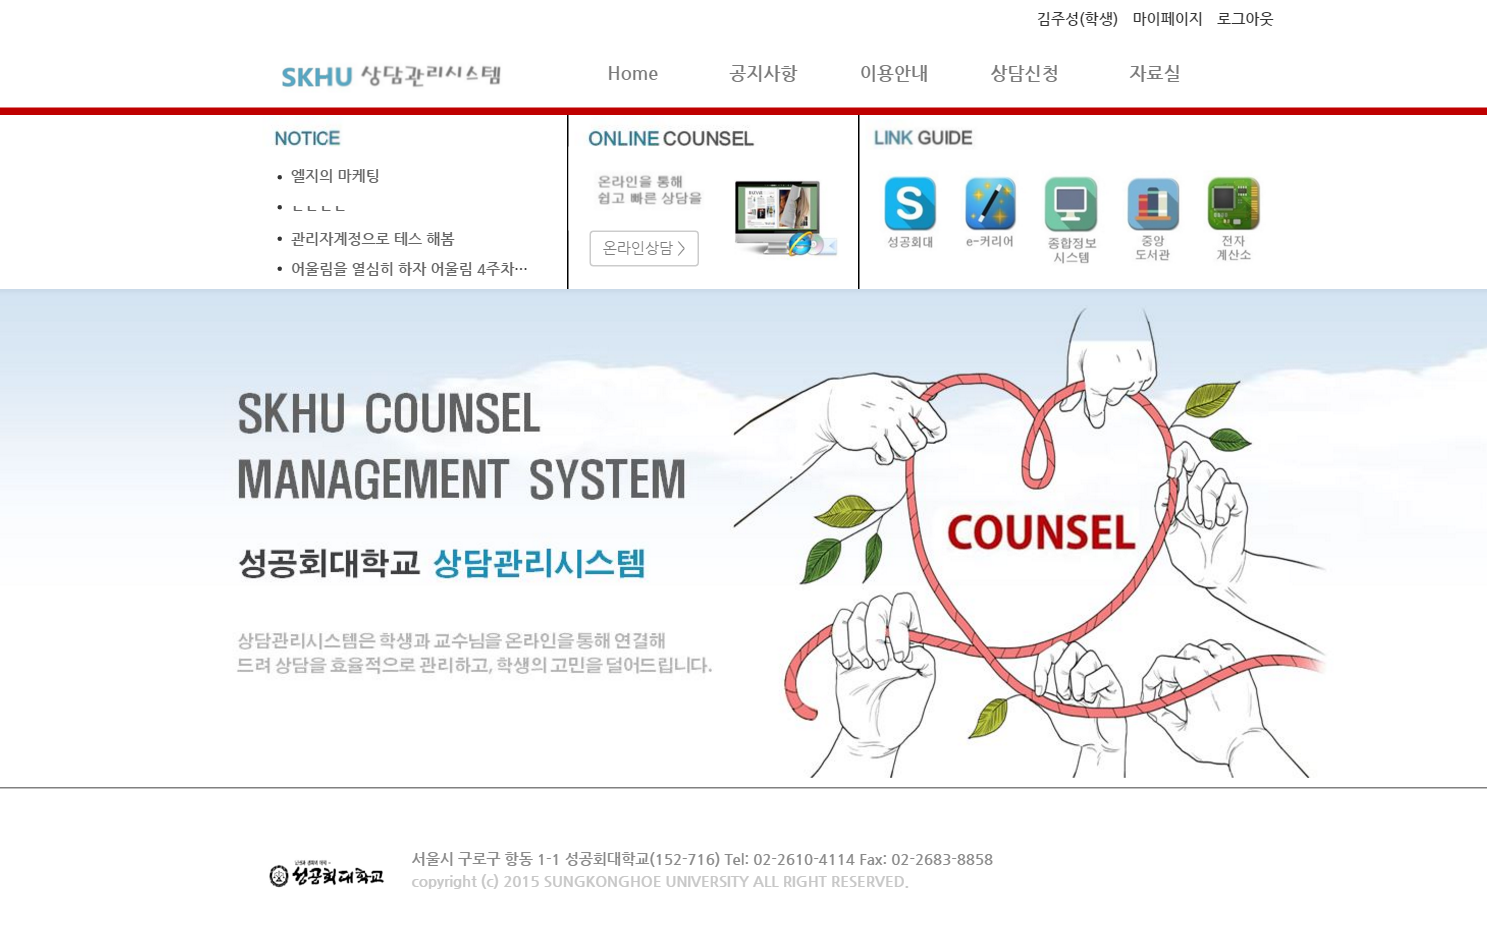 김주성(학생) 마이페이지 로그아웃
SKHU 상담관리시스템 Home 공지사항 이용안내 상담신청 자료실
NOTICE
• 엘지의 마케팅
• ㄴㄴㄴㄴ
• 관리자계정으로 테스 해봄
• 어울림을 열심히 하자 어울림 4주차…
ONLINE COUNSEL
온라인을 통해
쉽고 빠른 상담을
온라인상담 >
LINK GUIDE
S
성공회대
e-커리어
종합정보
시스템
중앙
도서관
전자
계산소
SKHU COUNSEL
MANAGEMENT SYSTEM
성공회대학교 상담관리시스템
상담관리시스템은 학생과 교수님을 온라인을 통해 연결해
드려 상담을 효율적으로 관리하고, 학생의 고민을 덜어드립니다.
COUNSEL
성공회대학교
서울시 구로구 항동 1-1 성공회대학교(152-716) Tel: 02-2610-4114 Fax: 02-2683-8858
copyright (c) 2015 SUNGKONGHOE UNIVERSITY ALL RIGHT RESERVED.